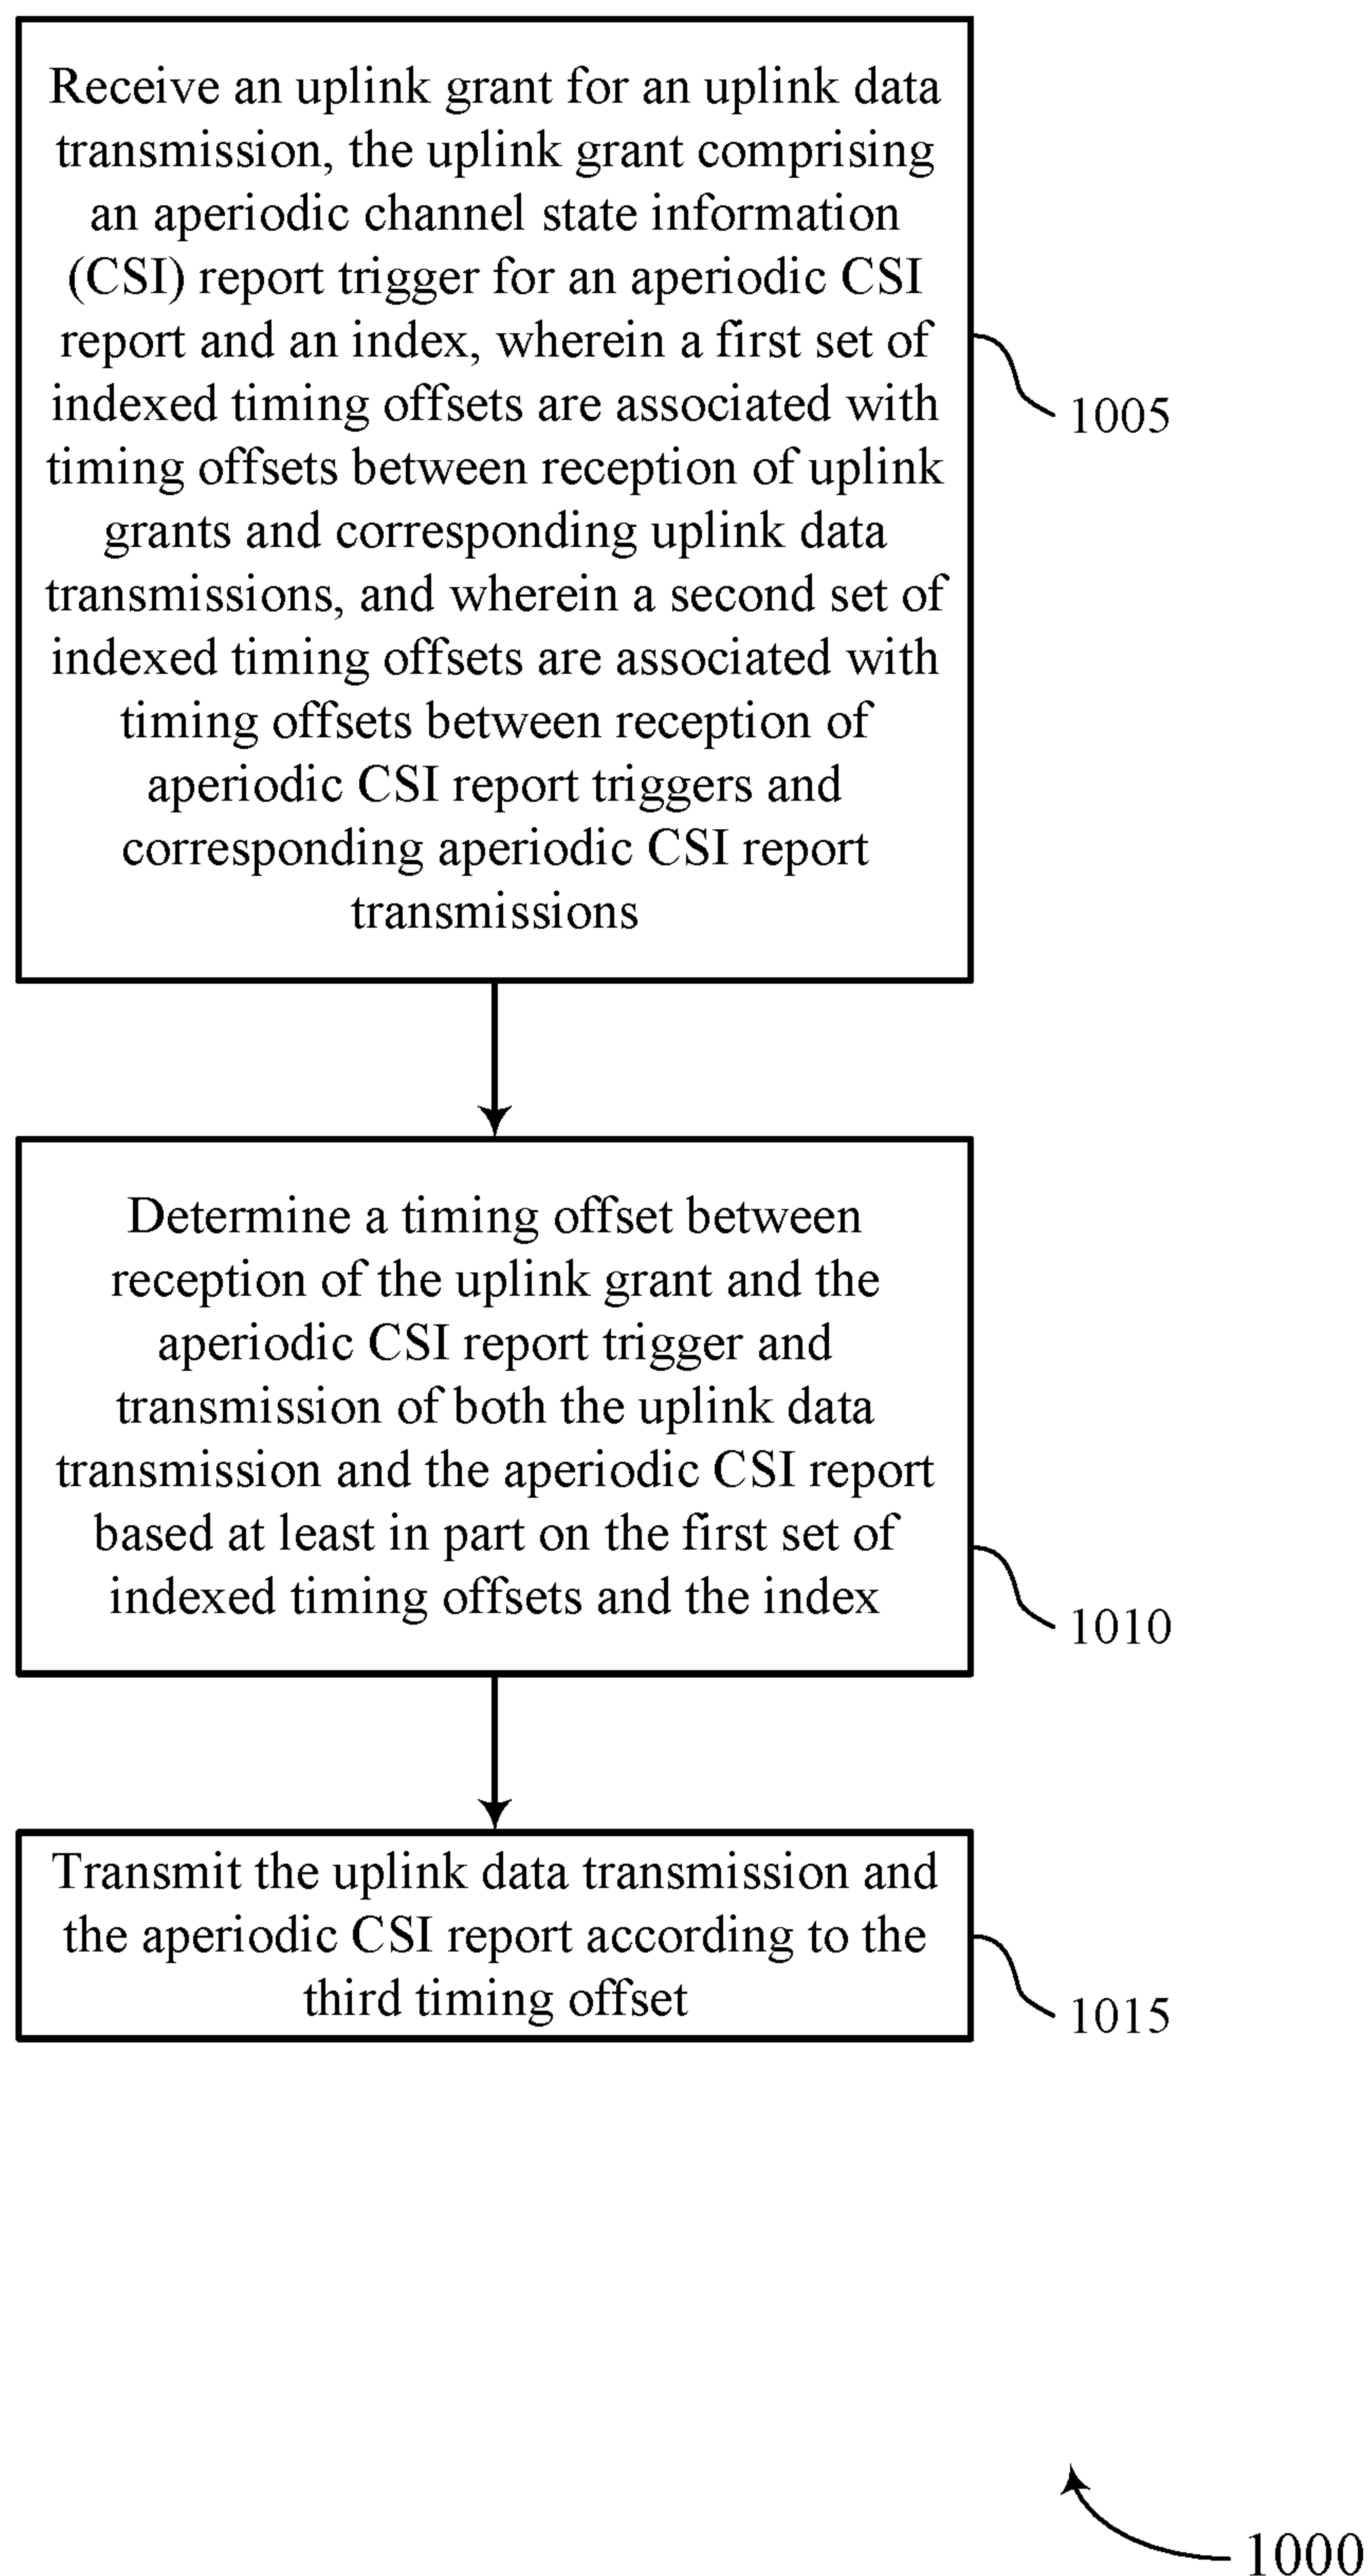 Receive an uplink grant for an uplink data
transmission, the uplink grant comprising
an aperiodic channel state information
(CSI) report trigger for an aperiodic CSI
report and an index, wherein a first set of
indexed timing offsets are associated with
timing offsets between reception of uplink
grants and corresponding uplink data
transmissions, and wherein a second set of
indexed timing offsets are associated with
timing offsets between reception of
aperiodic CSI report triggers and
corresponding aperiodic CSI report
transmissions
1005
Determine a timing offset between
reception of the uplink grant and the
aperiodic CSI report trigger and
transmission of both the uplink data
transmission and the aperiodic CSI report
based at least in part on the first set of
indexed timing offsets and the index
1010
Transmit the uplink data transmission and
the aperiodic CSI report according to the
third timing offset
1015
1000